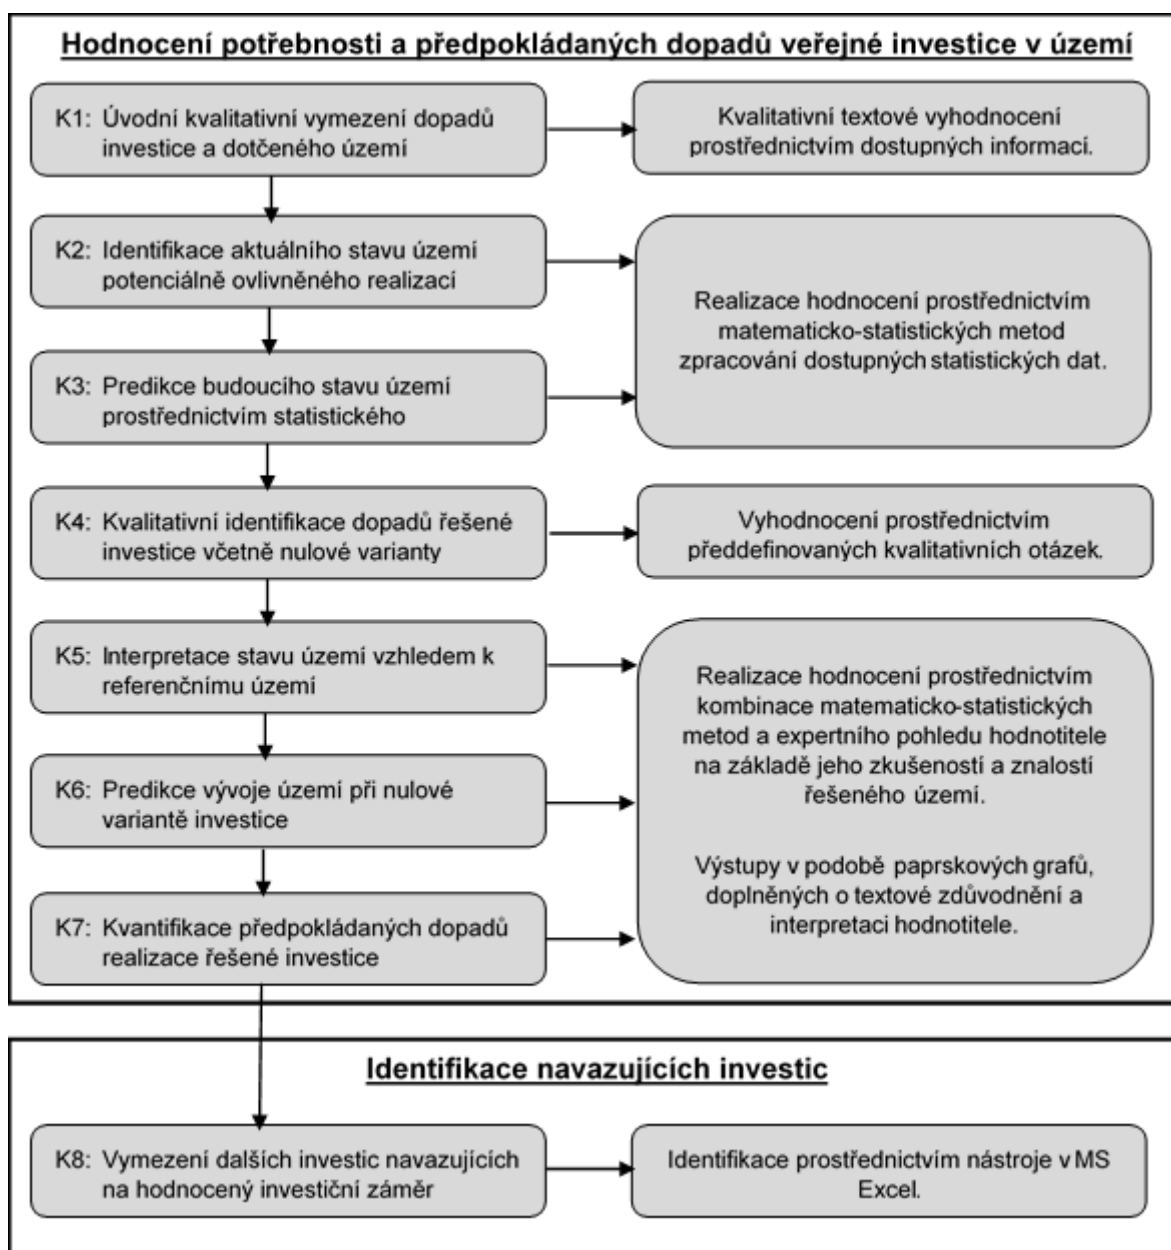 Hodnocení potřebnosti a předpokládaných dopadů veřejné investice v území
K1: Úvodní kvalitativní vymezení dopadů
investice a dotčeného území
Kvalitativní textové vyhodnocení
prostřednictvím dostupných informaci.
K2: Identifikace aktuálního stavu území
potenciálně ovlivněného realizací
Realizace hodnocení prostřednictvím
matematicko-statistických metod
zpracování dostupných statistických dat.
K3: Predikce budoucího stavu území
prostřednictvím statistického
K4: Kvalitativní identifikace dopadů řešené
investice včetně nulové varianty
Vyhodnocení prostřednictvím
předdefinovaných kvalitativních otázek.
K5: Interpretace stavu území vzhledem k
referenčnímu území
Realizace hodnocení prostřednictvím
kombinace matematicko-statistických
metod a expertního pohledu hodnotitele
na základě jeho zkušeností a znalostí
řešeného území.
Výstupy v podobě paprskových grafů,
doplněných o textové zdůvodnění a
interpretaci hodnotitele.
K6: Predikce vývoje území při nulové
variantě investice
K7: Kvantifikace předpokládaných dopadů
realizace řešené investice
Identifikace navazujících investic
K8: Vymezení dalších investic navazujících
na hodnocený investiční záměr
Identifikace prostřednictvím nástroje v MS
Excel.